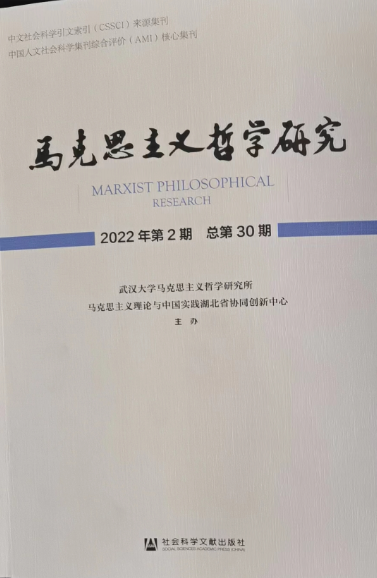 中文社会科学引文索引（CSSCI）来源集刊
中国人文社会科学集刊综合评价（AMI）核心集刊
马克思主义哲学研究
MARXIST PHILOSOPHICAL
RESEARCH
2022年第2期 总第30期
武汉大学马克思主义哲学研究所
马克思主义理论与中国实践湖北省协同创新中心
主 办
社会科学文献出版社
SOCIAL SCIENCES ACADEMIC PRESS (CHINA)